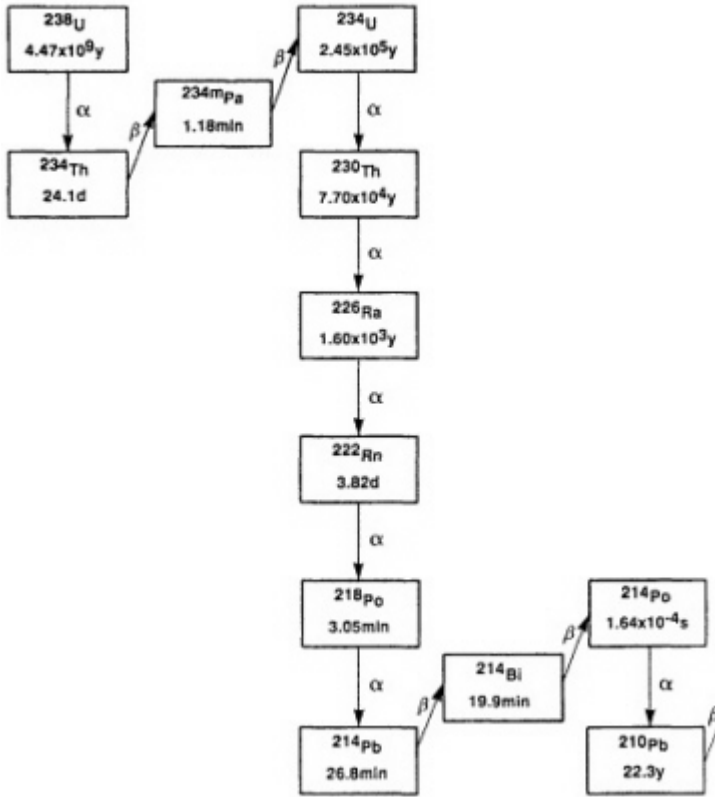 238U
4.47x10⁹y
α
234Th
24.1d
β
234mPa
1.18min
β
234U
2.45x10⁵y
α
230Th
7.70x10⁴y
α
226Ra
1.60x10³y
α
222Rn
3.82d
α
218Po
3.05min
α
214Pb
26.8min
β
214Bi
19.9min
β
214Po
1.64x10⁻⁴s
α
210Pb
22.3y
β